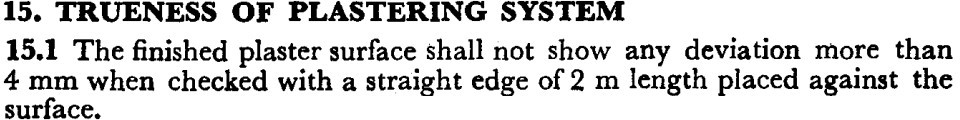 15. TRUENESS OF PLASTERING SYSTEM
15.1 The finished plaster surface shall not show any deviation more than
4 mm when checked with a straight edge of 2 m length placed against the
surface.